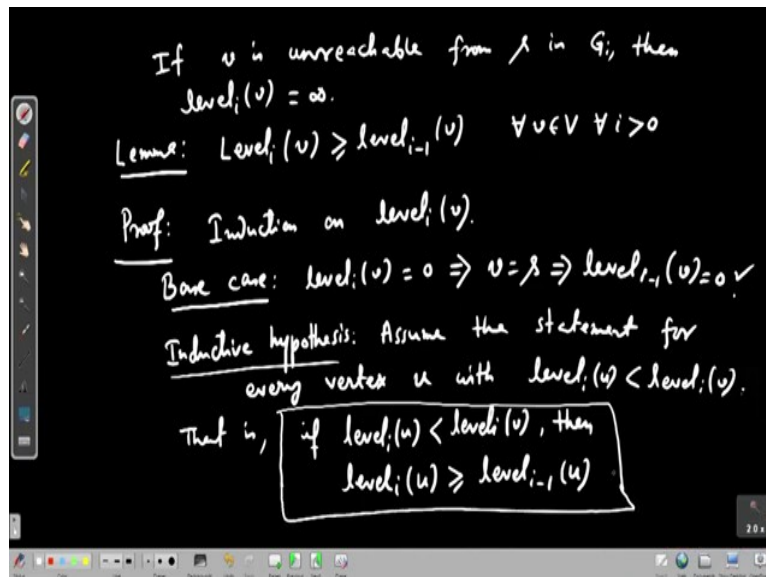 If v is unreachable from s in Gᵢ, then
levelᵢ(v) = ∞.
Lemma: Levelᵢ(v) ⩾ levelᵢ₋₁(v) ∀ v ∈ V ∀ i > 0
Proof: Induction on levelᵢ(v).
Base case: levelᵢ(v) = 0 ⇒ v = s ⇒ levelᵢ₋₁(v) = 0 ✓
Inductive hypothesis: Assume the statement for
every vertex u with levelᵢ(u) < levelᵢ(v).
That is, if levelᵢ(u) < levelᵢ(v), then
levelᵢ(u) ⩾ levelᵢ₋₁(u)
2.0 x